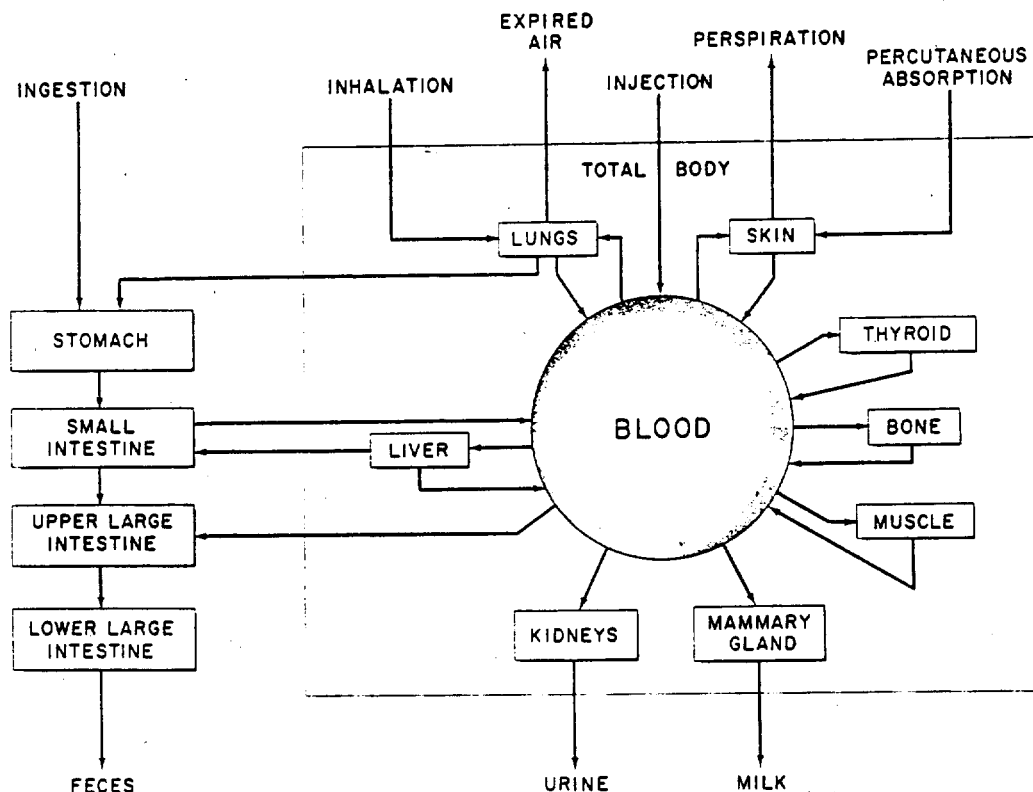 EXPIRED
AIR
PERSPIRATION
PERCUTANEOUS
ABSORPTION
INGESTION
INHALATION
INJECTION
TOTAL BODY
LUNGS
SKIN
STOMACH
THYROID
SMALL
INTESTINE
LIVER
BLOOD
BONE
UPPER LARGE
INTESTINE
MUSCLE
LOWER LARGE
INTESTINE
KIDNEYS
MAMMARY
GLAND
FECES
URINE
MILK